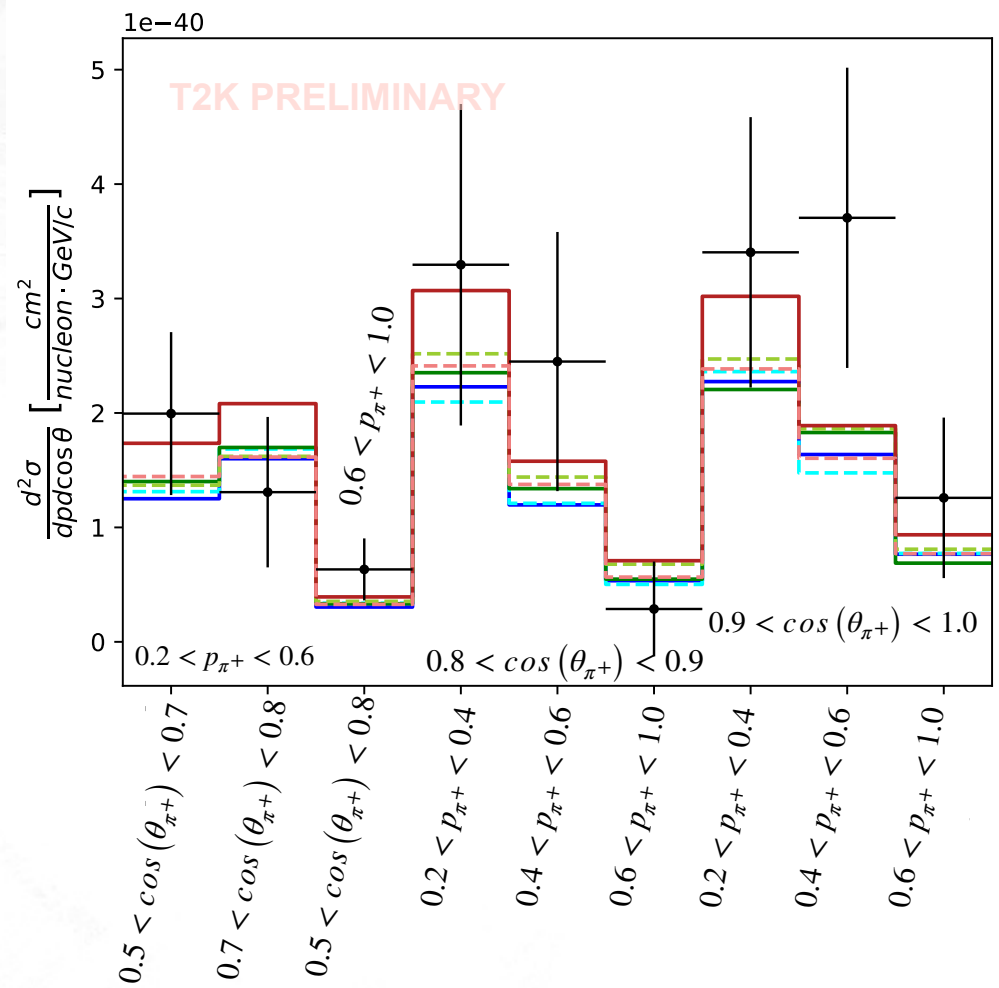 1e−40
T2K PRELIMINARY
5
4
3
2
1
0
d²σ/dpdcosθ [cm²/nucleon · GeV/c]
0.6 < p_π+ < 1.0
0.2 < p_π+ < 0.6
0.8 < cos (θ_π+) < 0.9
0.9 < cos (θ_π+) < 1.0
0.5 < cos (θ_π+) < 0.7
0.7 < cos (θ_π+) < 0.8
0.5 < cos (θ_π+) < 0.8
0.2 < p_π+ < 0.4
0.4 < p_π+ < 0.6
0.6 < p_π+ < 1.0
0.2 < p_π+ < 0.4
0.4 < p_π+ < 0.6
0.6 < p_π+ < 1.0